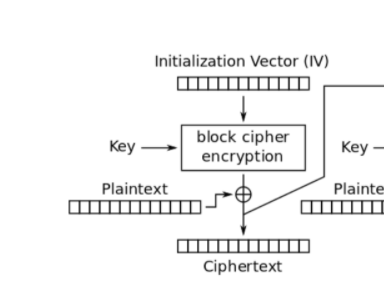 Initialization Vector (IV)
block cipher
encryption
Key
Key
Plaintext
Ciphertext